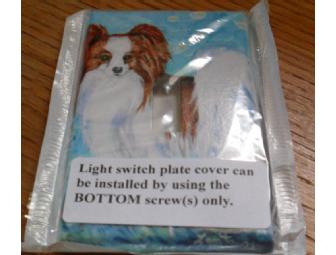 Light switch plate cover can
be installed by using the
BOTTOM screw(s) only.